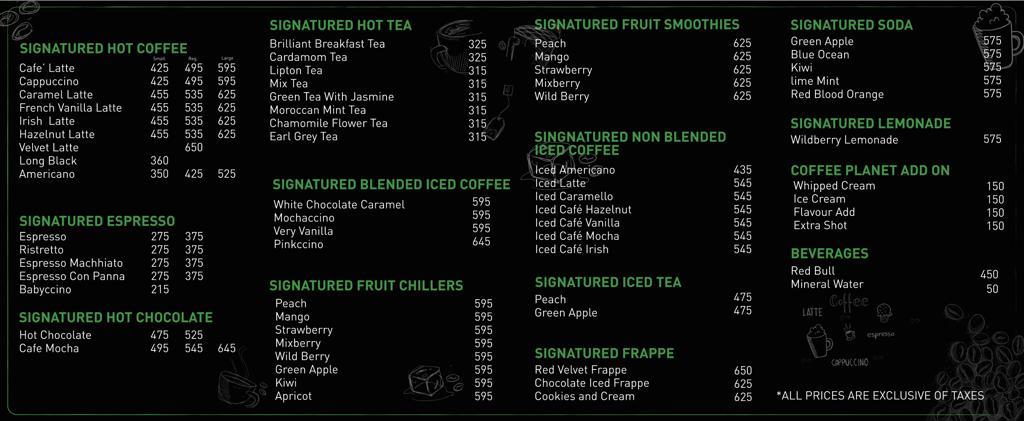 SIGNATURED HOT COFFEE
Small Reg. Large
Cafe' Latte 425 495 595
Cappuccino 425 495 595
Caramel Latte 455 535 625
French Vanilla Latte 455 535 625
Irish Latte 455 535 625
Hazelnut Latte 455 535 625
Velvet Latte 650
Long Black 360
Americano 350 425 525
SIGNATURED ESPRESSO
Espresso 275 375
Ristretto 275 375
Espresso Machhiato 275 375
Espresso Con Panna 275 375
Babyccino 215
SIGNATURED HOT CHOCOLATE
Hot Chocolate 475 525
Cafe Mocha 495 545 645
SIGNATURED HOT TEA
Brilliant Breakfast Tea 325
Cardamom Tea 325
Lipton Tea 315
Mix Tea 315
Green Tea With Jasmine 315
Moroccan Mint Tea 315
Chamomile Flower Tea 315
Earl Grey Tea 315
SIGNATURED BLENDED ICED COFFEE
White Chocolate Caramel 595
Mochaccino 595
Very Vanilla 595
Pinkccino 645
SIGNATURED FRUIT CHILLERS
Peach 595
Mango 595
Strawberry 595
Mixberry 595
Wild Berry 595
Green Apple 595
Kiwi 595
Apricot 595
SIGNATURED FRUIT SMOOTHIES
Peach 625
Mango 625
Strawberry 625
Mixberry 625
Wild Berry 625
SINGNATURED NON BLENDED
ICED COFFEE
Iced Americano 435
Iced Latte 545
Iced Caramello 545
Iced Café Hazelnut 545
Iced Café Vanilla 545
Iced Café Mocha 545
Iced Café Irish 545
SIGNATURED ICED TEA
Peach 475
Green Apple 475
SIGNATURED FRAPPE
Red Velvet Frappe 650
Chocolate Iced Frappe 625
Cookies and Cream 625
SIGNATURED SODA
Green Apple 575
Blue Ocean 575
Kiwi 575
lime Mint 575
Red Blood Orange 575
SIGNATURED LEMONADE
Wildberry Lemonade 575
COFFEE PLANET ADD ON
Whipped Cream 150
Ice Cream 150
Flavour Add 150
Extra Shot 150
BEVERAGES
Red Bull 450
Mineral Water 50
Coffee
LATTE
espresso
CAPPUCCINO
*ALL PRICES ARE EXCLUSIVE OF TAXES